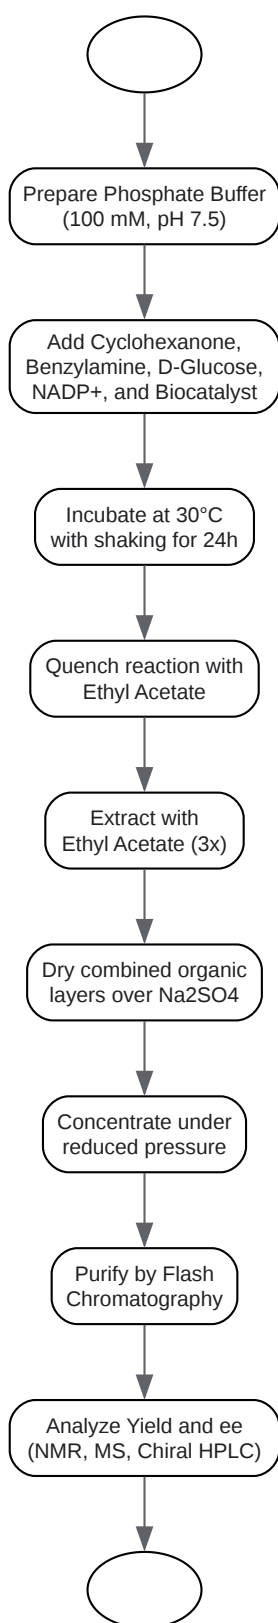 Prepare Phosphate Buffer
(100 mM, pH 7.5)
Add Cyclohexanone,
Benzylamine, D-Glucose,
NADP+, and Biocatalyst
Incubate at 30°C
with shaking for 24h
Quench reaction with
Ethyl Acetate
Extract with
Ethyl Acetate (3x)
Dry combined organic
layers over Na2SO4
Concentrate under
reduced pressure
Purify by Flash
Chromatography
Analyze Yield and ee
(NMR, MS, Chiral HPLC)